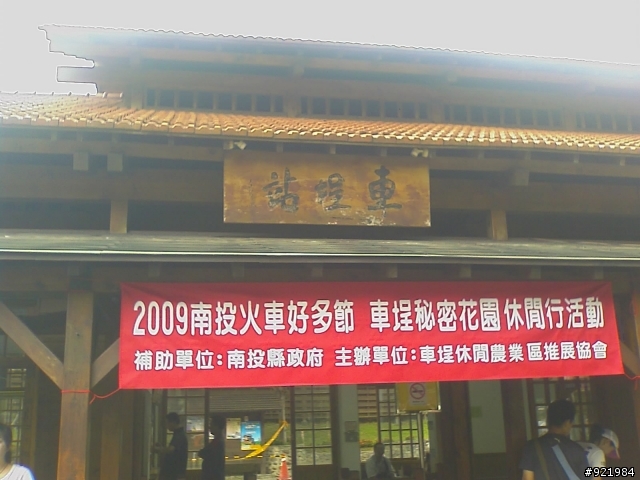 車埕站
2009南投火車好多節 車埕秘密花園休閒行活動
補助單位:南投縣政府 主辦單位:車埕休閒農業區推展協會
#921984